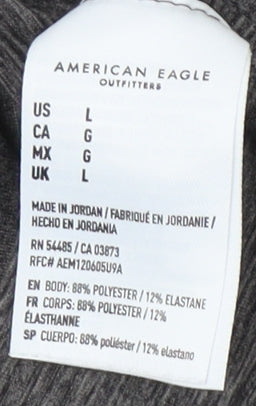 AMERICAN EAGLE
OUTFITTERS
US L
CA G
MX G
UK L
MADE IN JORDAN / FABRIQUÉ EN JORDANIE /
HECHO EN JORDANIA
RN 54485 / CA 03873
RFC# AEM120605U9A
EN BODY: 88% POLYESTER / 12% ELASTANE
FR CORPS: 88% POLYESTER / 12%
ÉLASTHANNE
SP CUERPO: 88% poliéster / 12% elastano